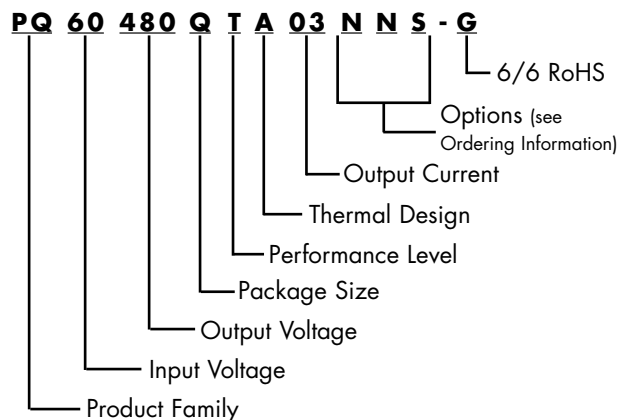 PQ 60 480 Q T A 03 N N S - G
6/6 RoHS
Options (see
Ordering Information)
Output Current
Thermal Design
Performance Level
Package Size
Output Voltage
Input Voltage
Product Family